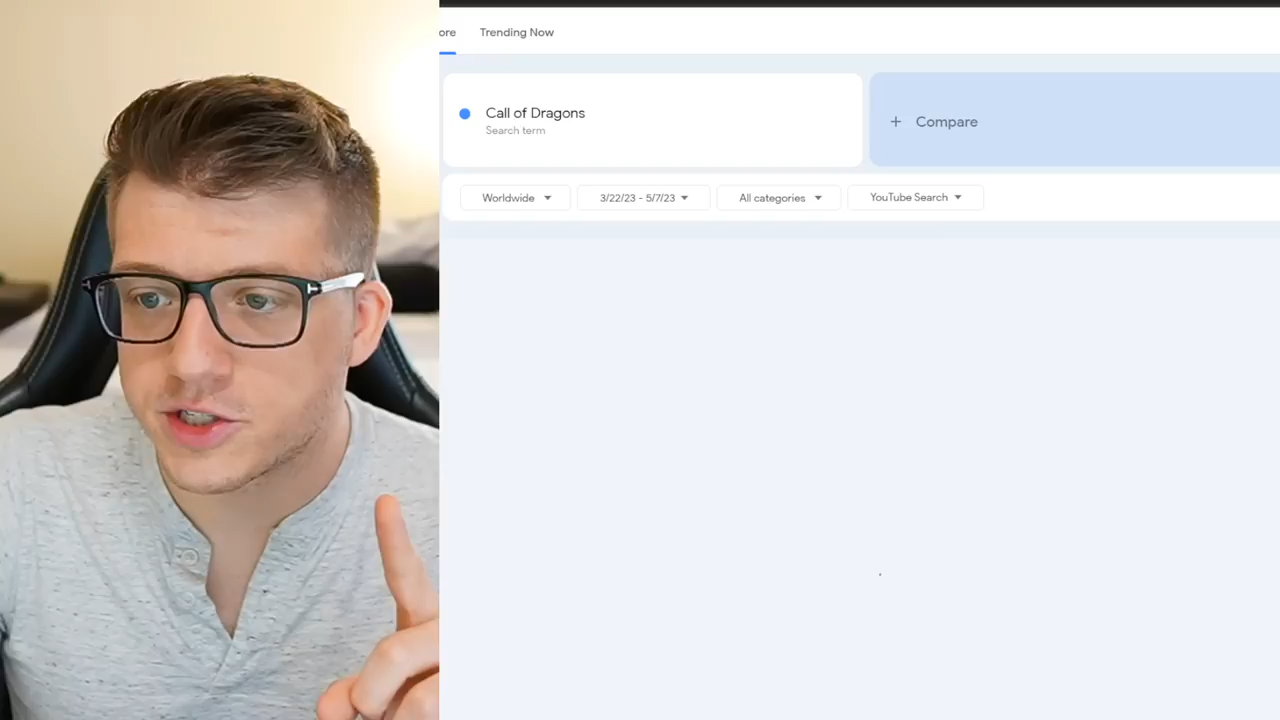 ore Trending Now
Call of Dragons
Search term
+ Compare
Worldwide 3/22/23 - 5/7/23 All categories YouTube Search